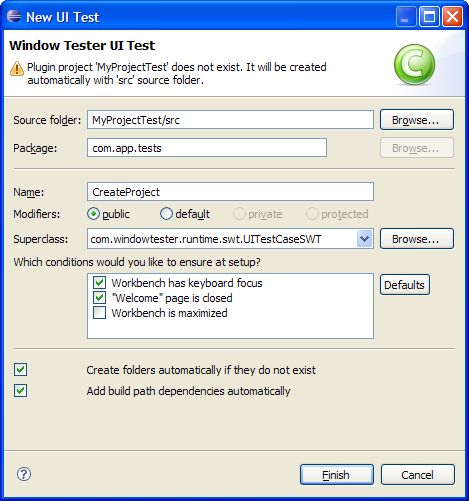 New UI Test
Window Tester UI Test
Plugin project 'MyProjectTest' does not exist. It will be created
automatically with 'src' source folder.
C
Source folder: MyProjectTest/src Browse...
Package: com.app.tests Browse...
Name: CreateProject
Modifiers: public default private protected
Superclass: com.windowtester.runtime.swt.UITestCaseSWT Browse...
Which conditions would you like to ensure at setup?
Workbench has keyboard focus Defaults
"Welcome" page is closed
Workbench is maximized
Create folders automatically if they do not exist
Add build path dependencies automatically
? Finish Cancel